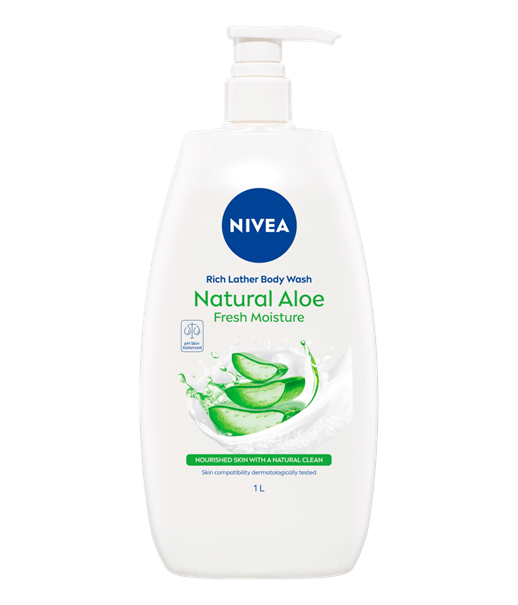 NIVEA
Rich Lather Body Wash
Natural Aloe
Fresh Moisture
pH Skin
balanced
NOURISHED SKIN WITH A NATURAL CLEAN
Skin compatibility dermatologically tested
1 L